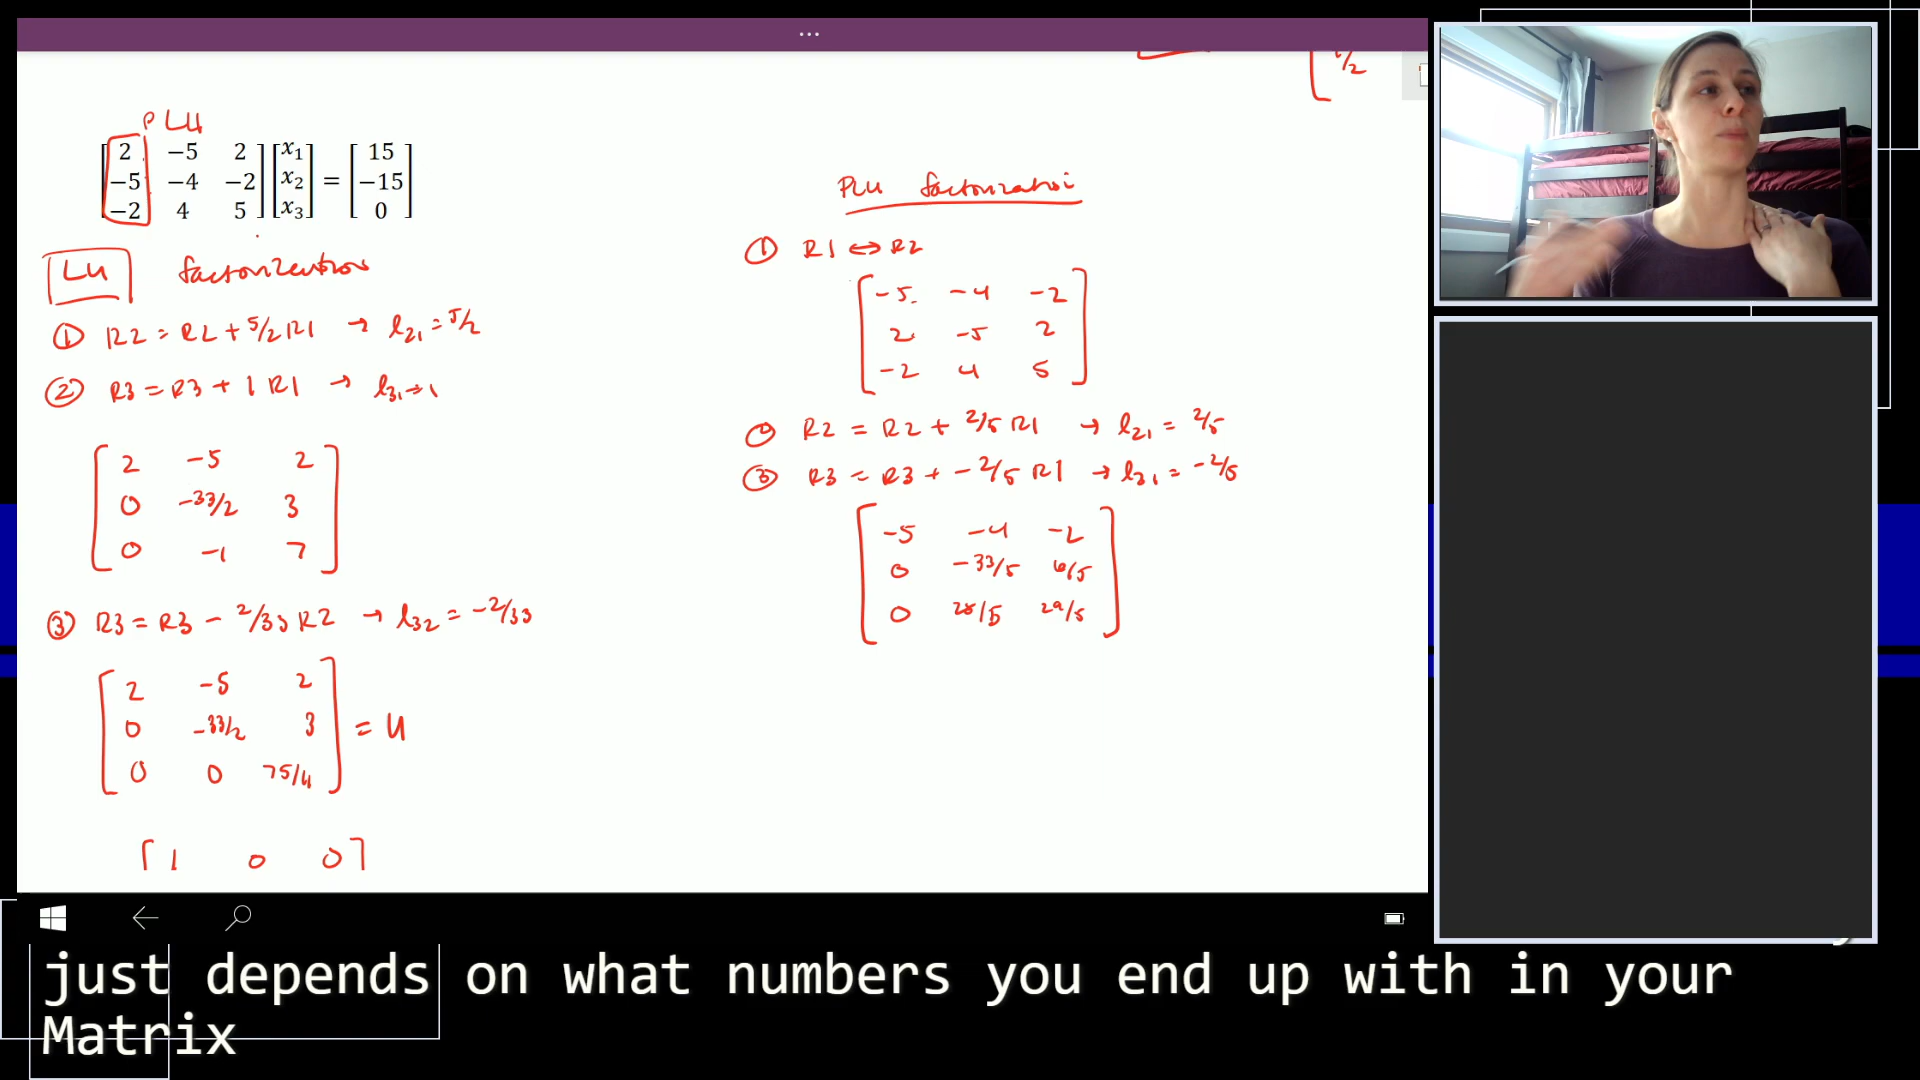 ...
1/2
P LU
2 −5 2 x1 15
−5 −4 −2 x2 = −15
−2 4 5 x3 0
LU factorization
① R2 = R2 + 5/2 R1 → l21 = 5/2
② R3 = R3 + 1 R1 → l31 → 1
2 -5 2
0 -33/2 3
0 -1 7
③ R3 = R3 - 2/33 R2 → l32 = -2/33
2 -5 2
0 -33/2 3 = U
0 0 75/11
1 0 0
PLU factorization
① R1 ↔ R2
-5 -4 -2
2 -5 2
-2 4 5
R2 = R2 + 2/5 R1 → l21 = 2/5
③ R3 = R3 + -2/5 R1 → l31 = -2/5
-5 -4 -2
0 -33/5 6/5
0 28/5 29/5
just depends on what numbers you end up with in your
Matrix